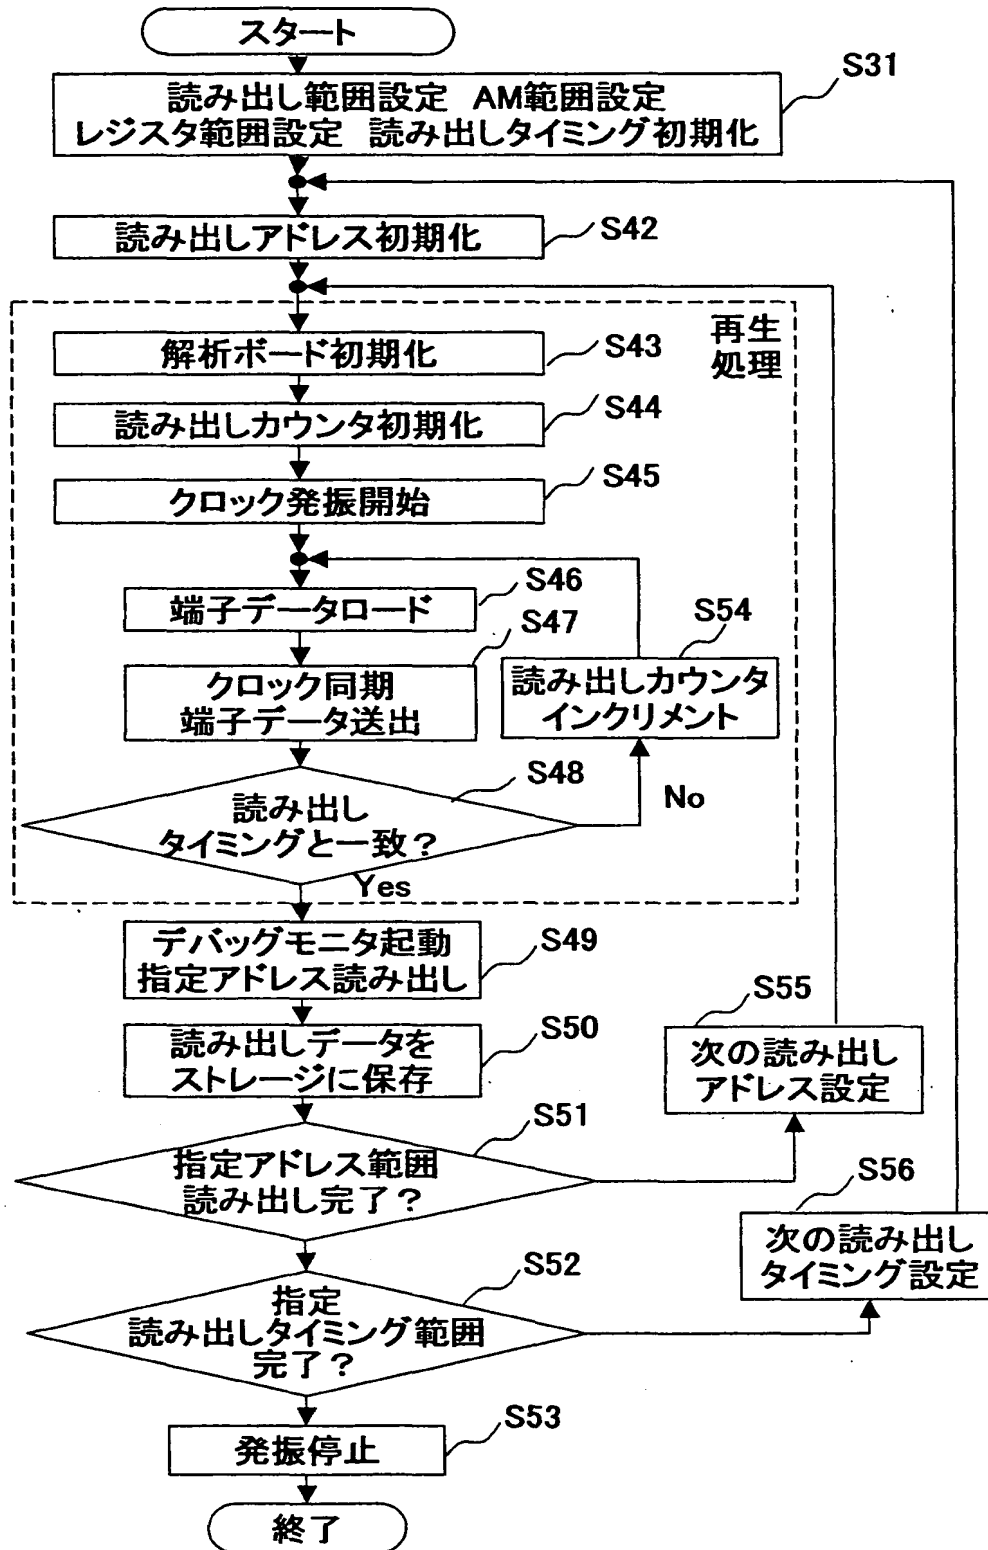 スタート
S31
読み出し範囲設定 AM範囲設定
レジスタ範囲設定 読み出しタイミング初期化
読み出しアドレス初期化
S42
再生
処理
解析ボード初期化
S43
読み出しカウンタ初期化
S44
クロック発振開始
S45
端子データロード
S46
クロック同期
端子データ送出
S47
S54
読み出しカウンタ
インクリメント
読み出し
タイミングと一致？
S48
No
Yes
デバッグモニタ起動
指定アドレス読み出し
S49
読み出しデータを
ストレージに保存
S50
S55
次の読み出し
アドレス設定
指定アドレス範囲
読み出し完了？
S51
S56
次の読み出し
タイミング設定
指定
読み出しタイミング範囲
完了？
S52
発振停止
S53
終了